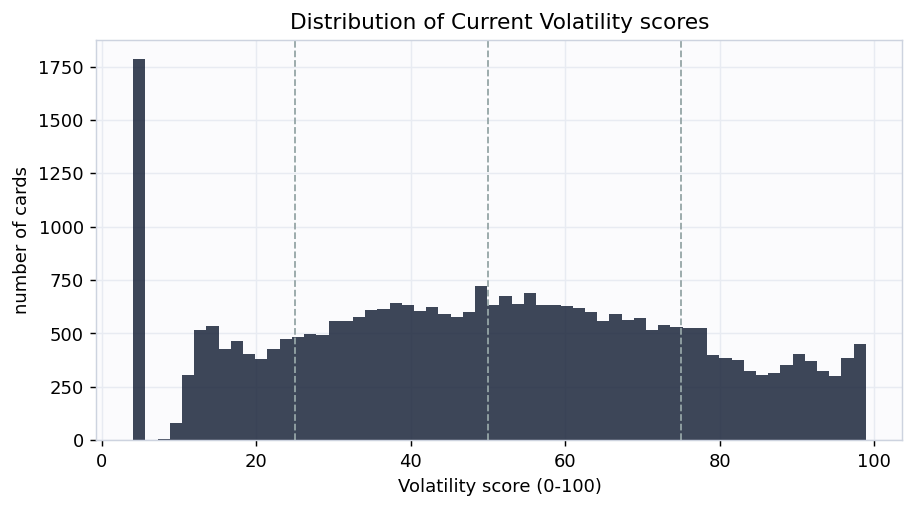 Distribution of Current Volatility scores
number of cards
1750
1500
1250
1000
750
500
250
0
0 20 40 60 80 100
Volatility score (0-100)